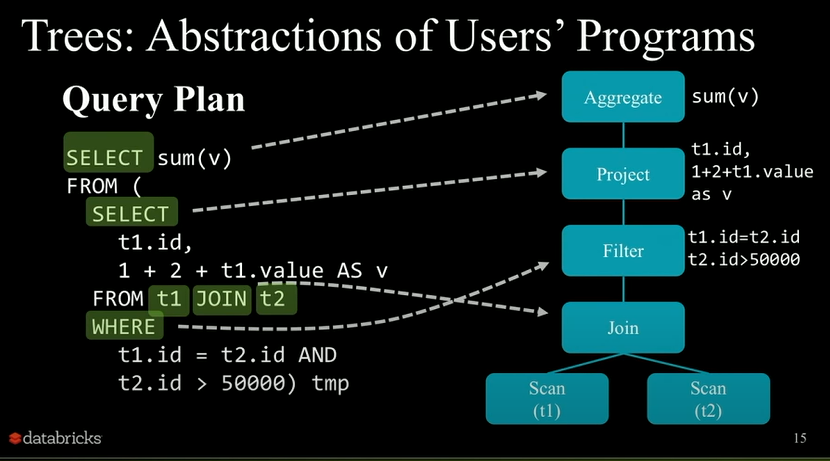 Trees: Abstractions of Users’ Programs
Query Plan
SELECT sum(v)
FROM (
SELECT
t1.id,
1 + 2 + t1.value AS v
FROM t1 JOIN t2
WHERE
t1.id = t2.id AND
t2.id > 50000) tmp
Aggregate
sum(v)
Project
t1.id,
1+2+t1.value
as v
Filter
t1.id=t2.id
t2.id>50000
Join
Scan
(t1)
Scan
(t2)
databricks
15